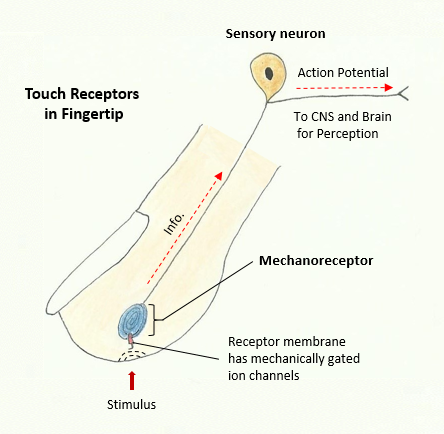 Sensory neuron
Touch Receptors
in Fingertip
Action Potential
To CNS and Brain
for Perception
Info.
Mechanoreceptor
Receptor membrane
has mechanically gated
ion channels
Stimulus